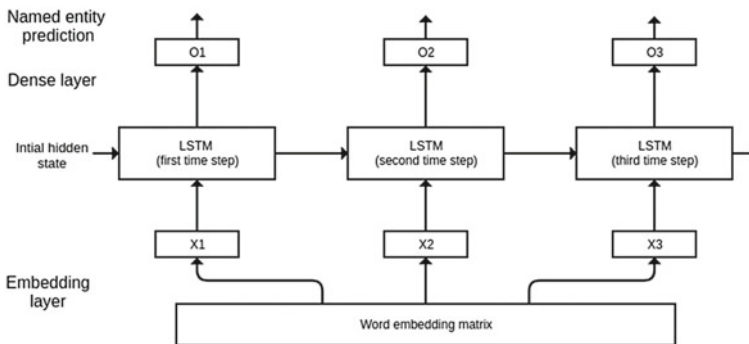 Named entity
prediction
O1
O2
O3
Dense layer
Intial hidden
state
LSTM
(first time step)
LSTM
(second time step)
LSTM
(third time step)
X1
X2
X3
Embedding
layer
Word embedding matrix